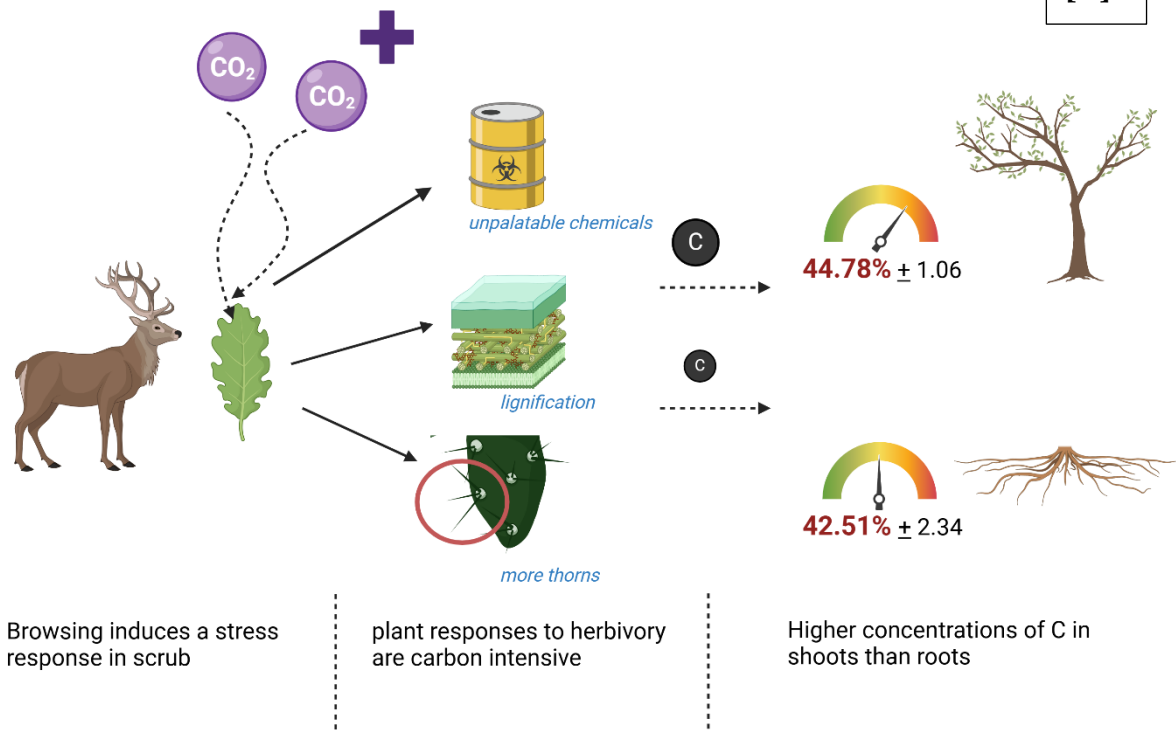 CO₂
CO₂
unpalatable chemicals
C
44.78% ± 1.06
lignification
C
42.51% ± 2.34
more thorns
Browsing induces a stress
response in scrub
plant responses to herbivory
are carbon intensive
Higher concentrations of C in
shoots than roots